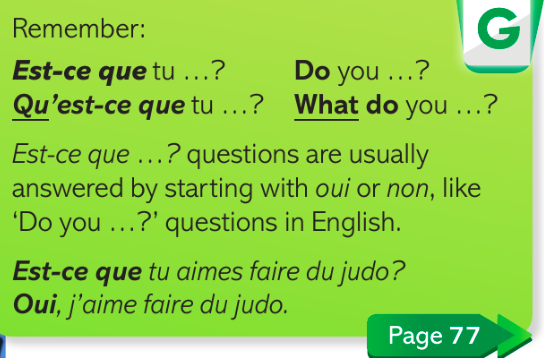 Remember:
G
Est-ce que tu …? Do you …?
Qu'est-ce que tu …? What do you …?
Est-ce que …? questions are usually
answered by starting with oui or non, like
‘Do you …?’ questions in English.
Est-ce que tu aimes faire du judo?
Oui, j'aime faire du judo.
Page 77